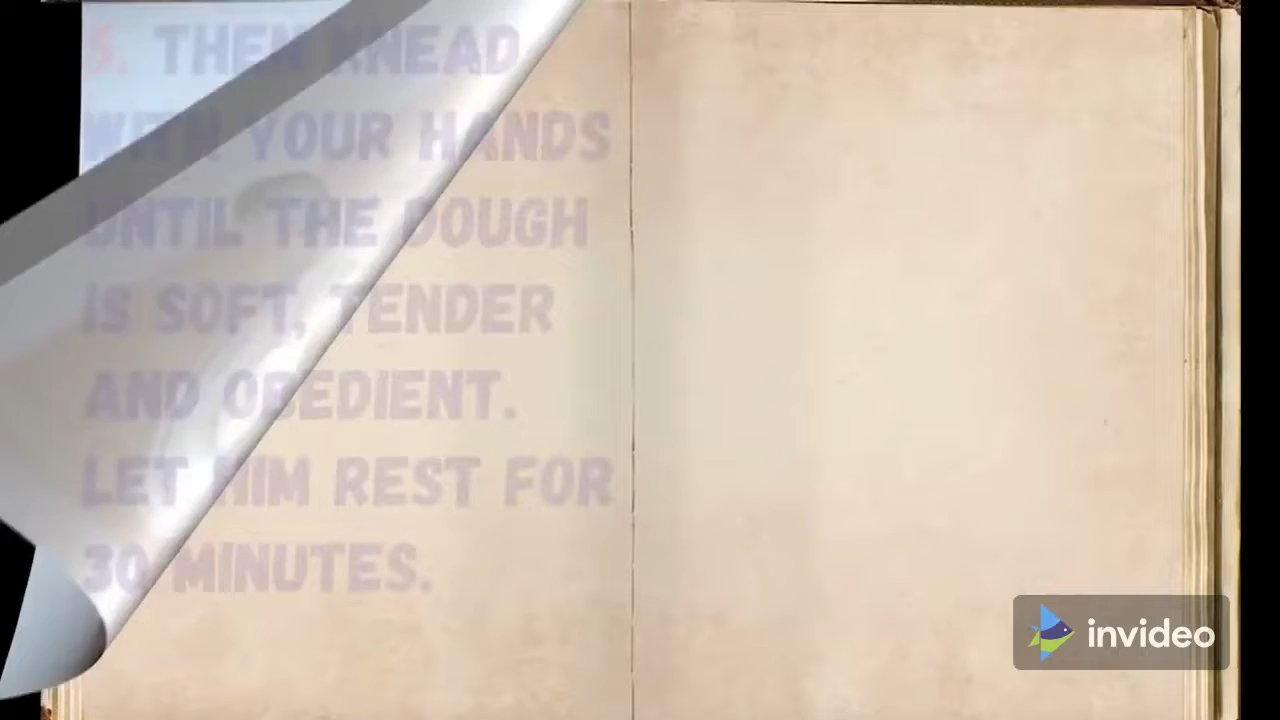 5. THEN KNEAD
WITH YOUR HANDS
UNTIL THE DOUGH
IS SOFT, TENDER
AND OBEDIENT.
LET HIM REST FOR
30 MINUTES.
invideo